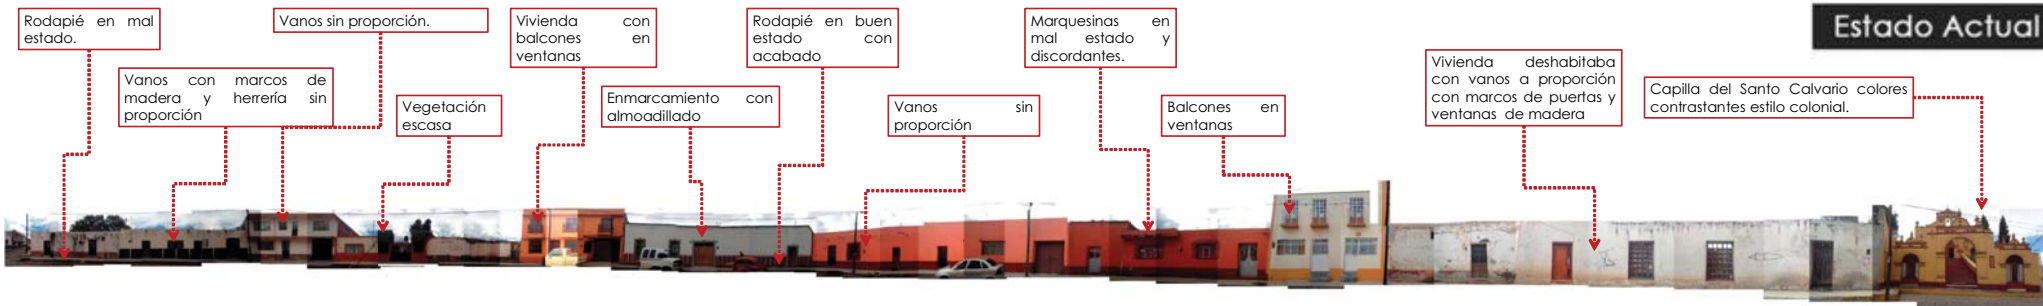 Rodapié en mal
estado.
Vanos sin proporción.
Vivienda con
balcones en
ventanas
Rodapié en buen
estado con
acabado
Marquesinas en
mal estado y
discordantes.
Estado Actual
Vanos con marcos de
madera y herrería sin
proporción
Vegetación
escasa
Enmarcamiento con
almoadillado
Vanos sin
proporción
Balcones en
ventanas
Vivienda deshabitaba
con vanos a proporción
con marcos de puertas y
ventanas de madera
Capilla del Santo Calvario colores
contrastantes estilo colonial.